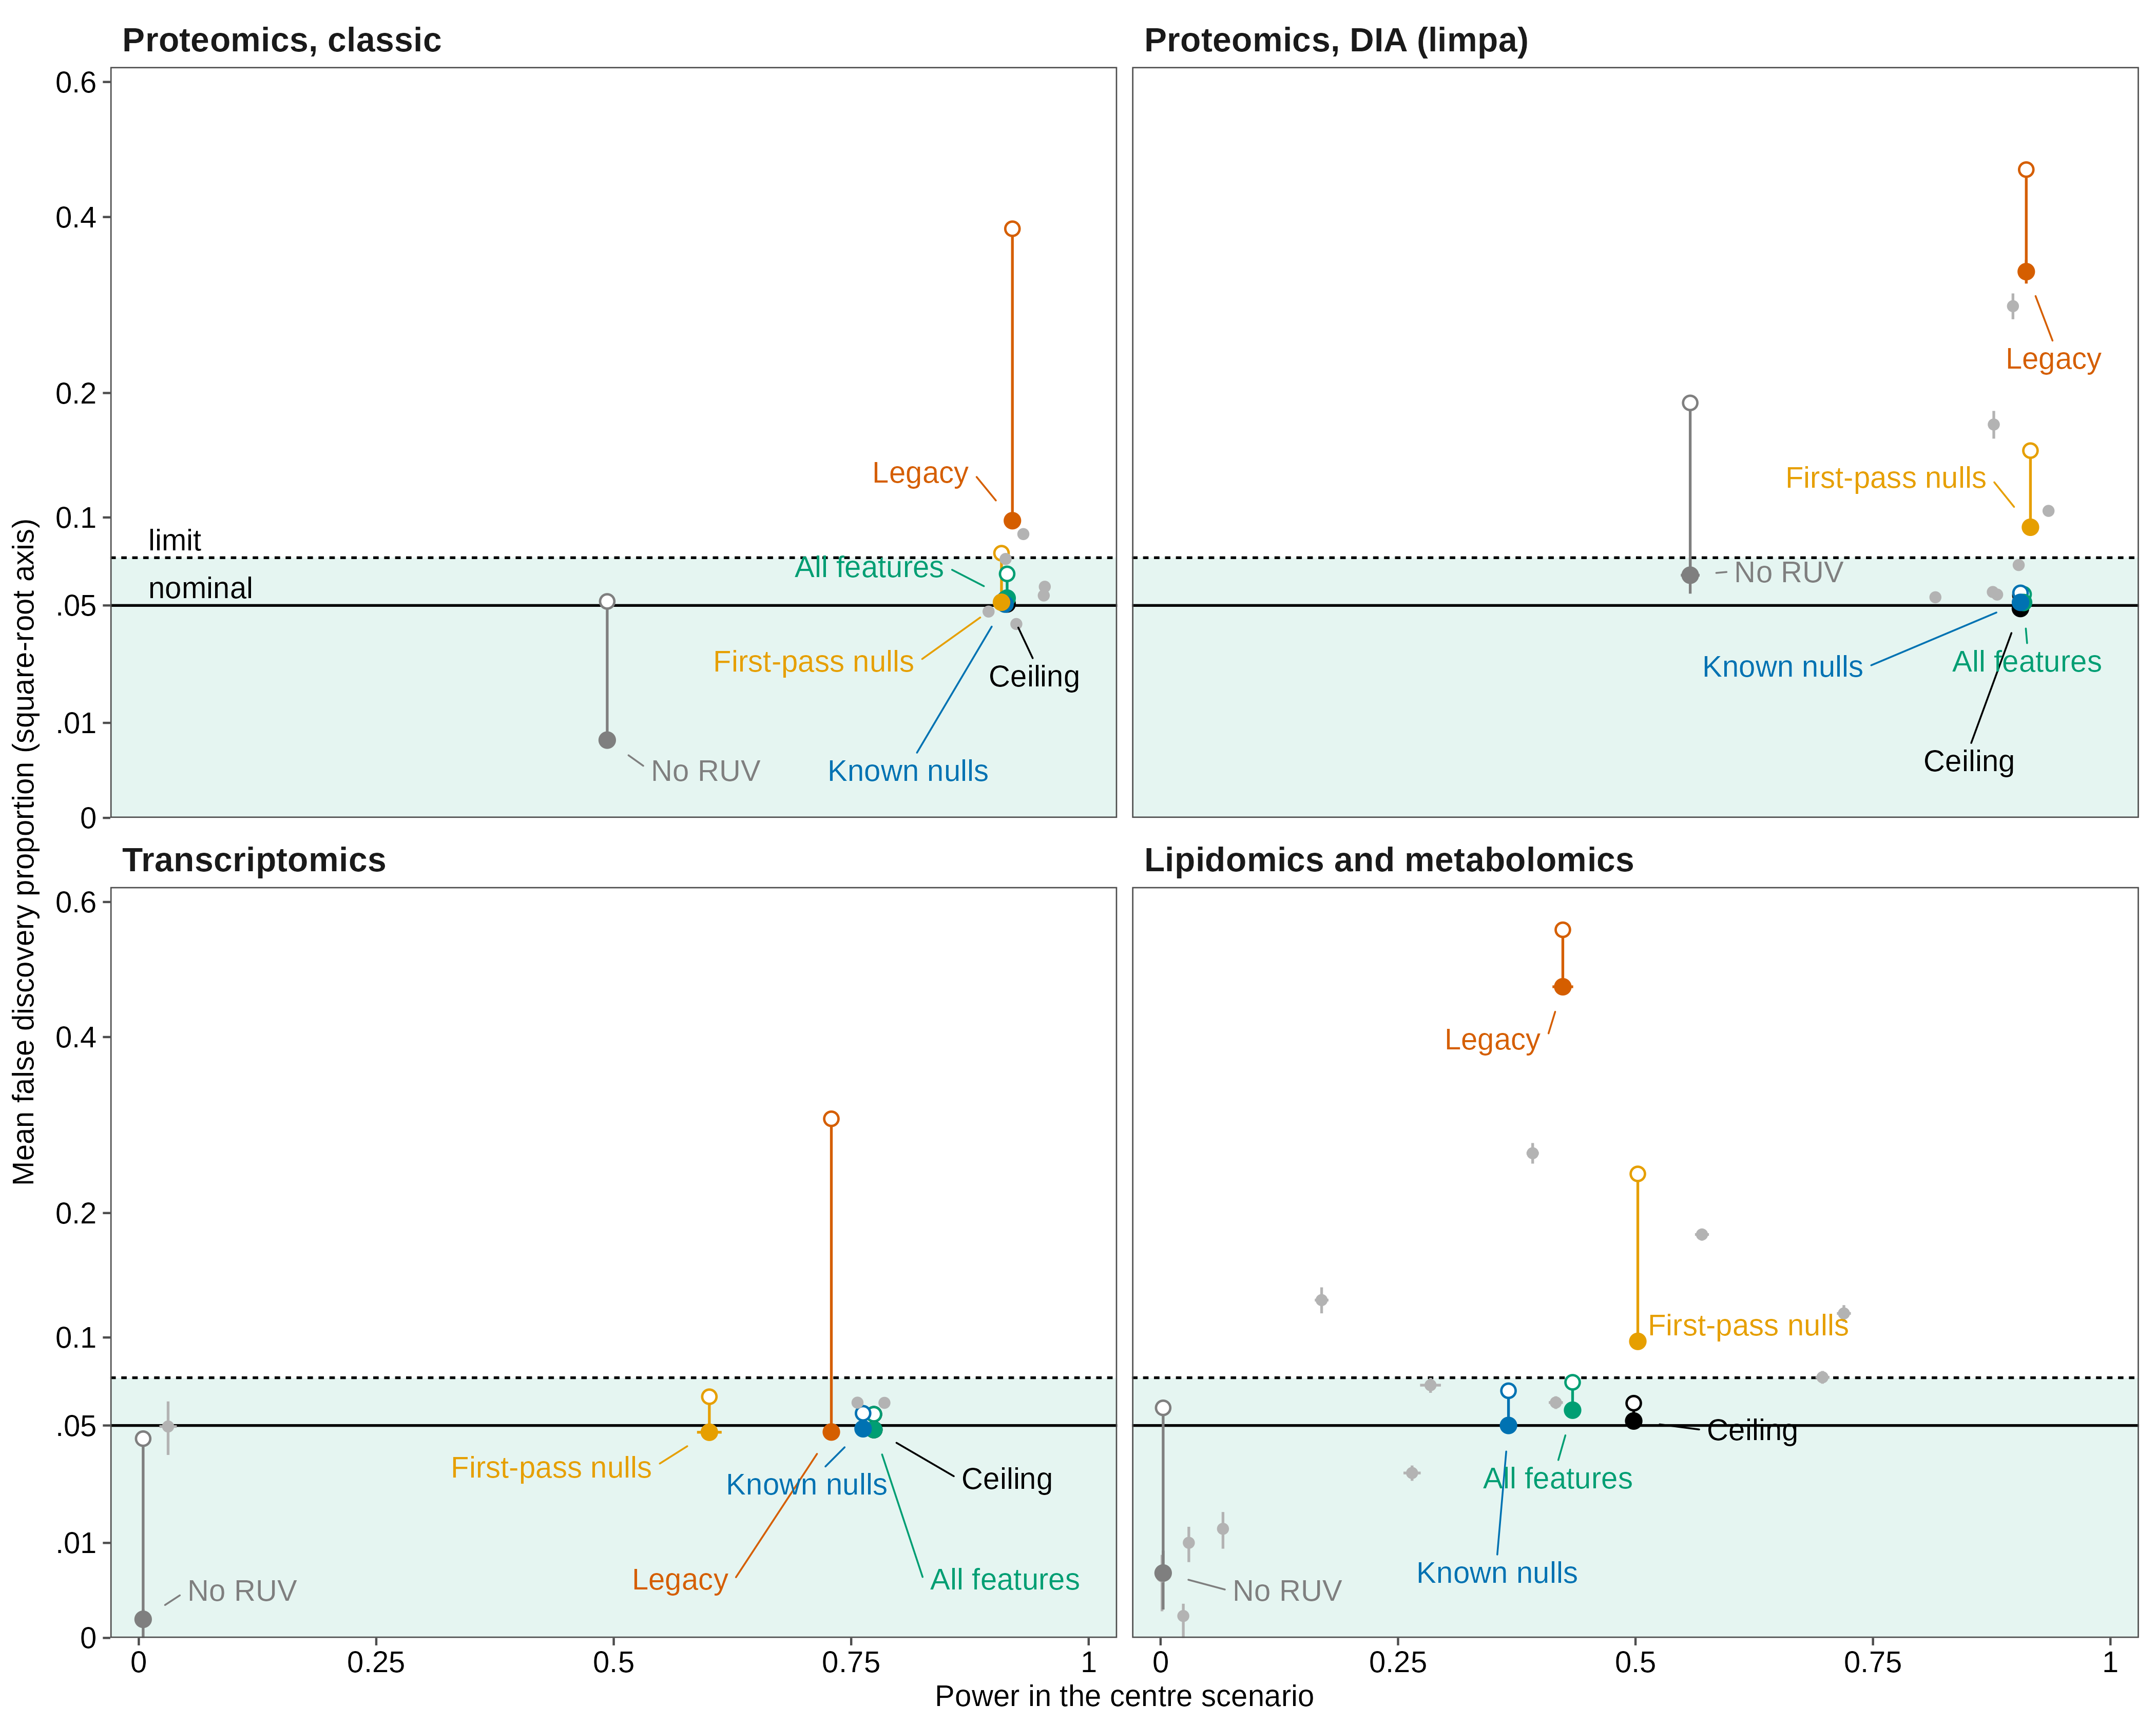 Proteomics, classic
Proteomics, DIA (limpa)
0.6
0.4
0.2
0.1
.05
.01
0
limit
nominal
Legacy
All features
First-pass nulls
Ceiling
No RUV
Known nulls
Legacy
First-pass nulls
No RUV
Known nulls
All features
Ceiling
Mean false discovery proportion (square-root axis)
Transcriptomics
Lipidomics and metabolomics
0.6
0.4
0.2
0.1
.05
.01
0
First-pass nulls
Known nulls
Ceiling
Legacy
All features
No RUV
Legacy
First-pass nulls
Ceiling
All features
Known nulls
No RUV
0
0.25
0.5
0.75
1
0
0.25
0.5
0.75
1
Power in the centre scenario